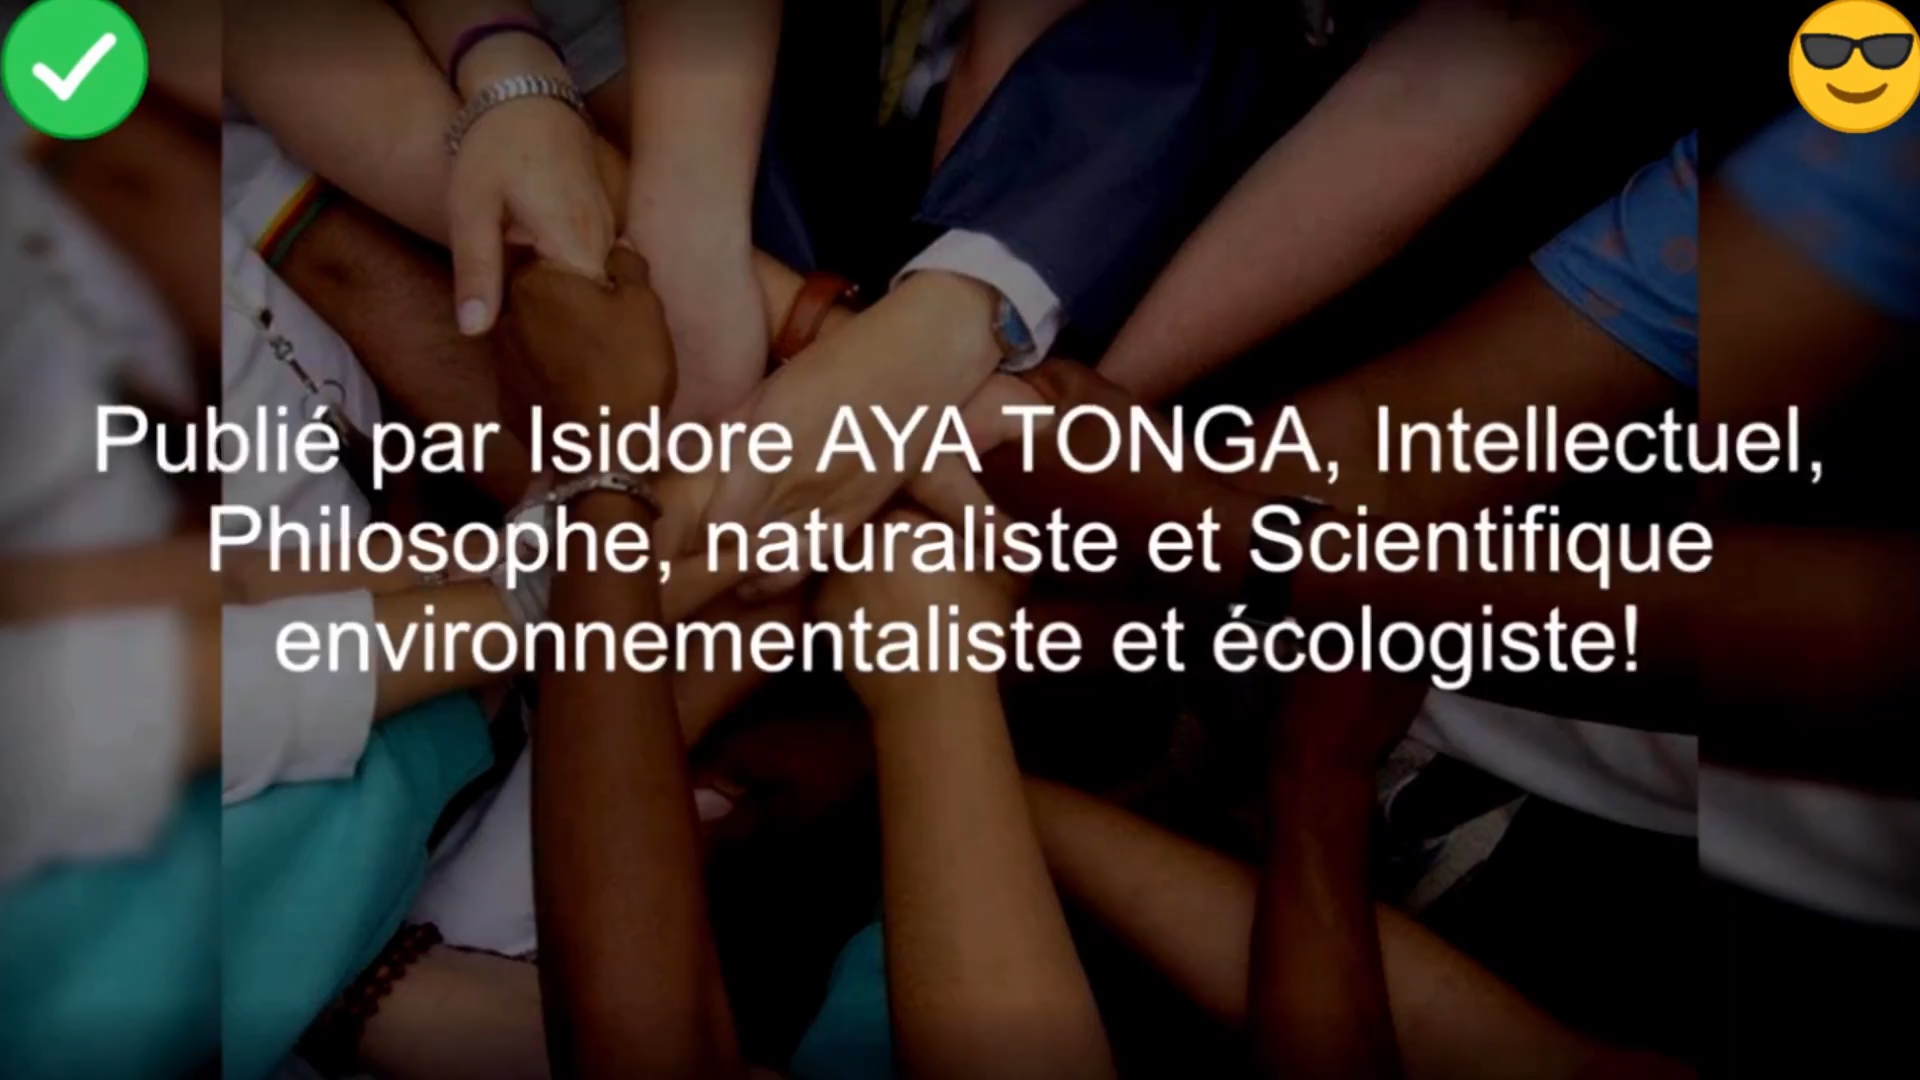 Publié par Isidore AYA TONGA, Intellectuel,
Philosophe, naturaliste et Scientifique
environnementaliste et écologiste!